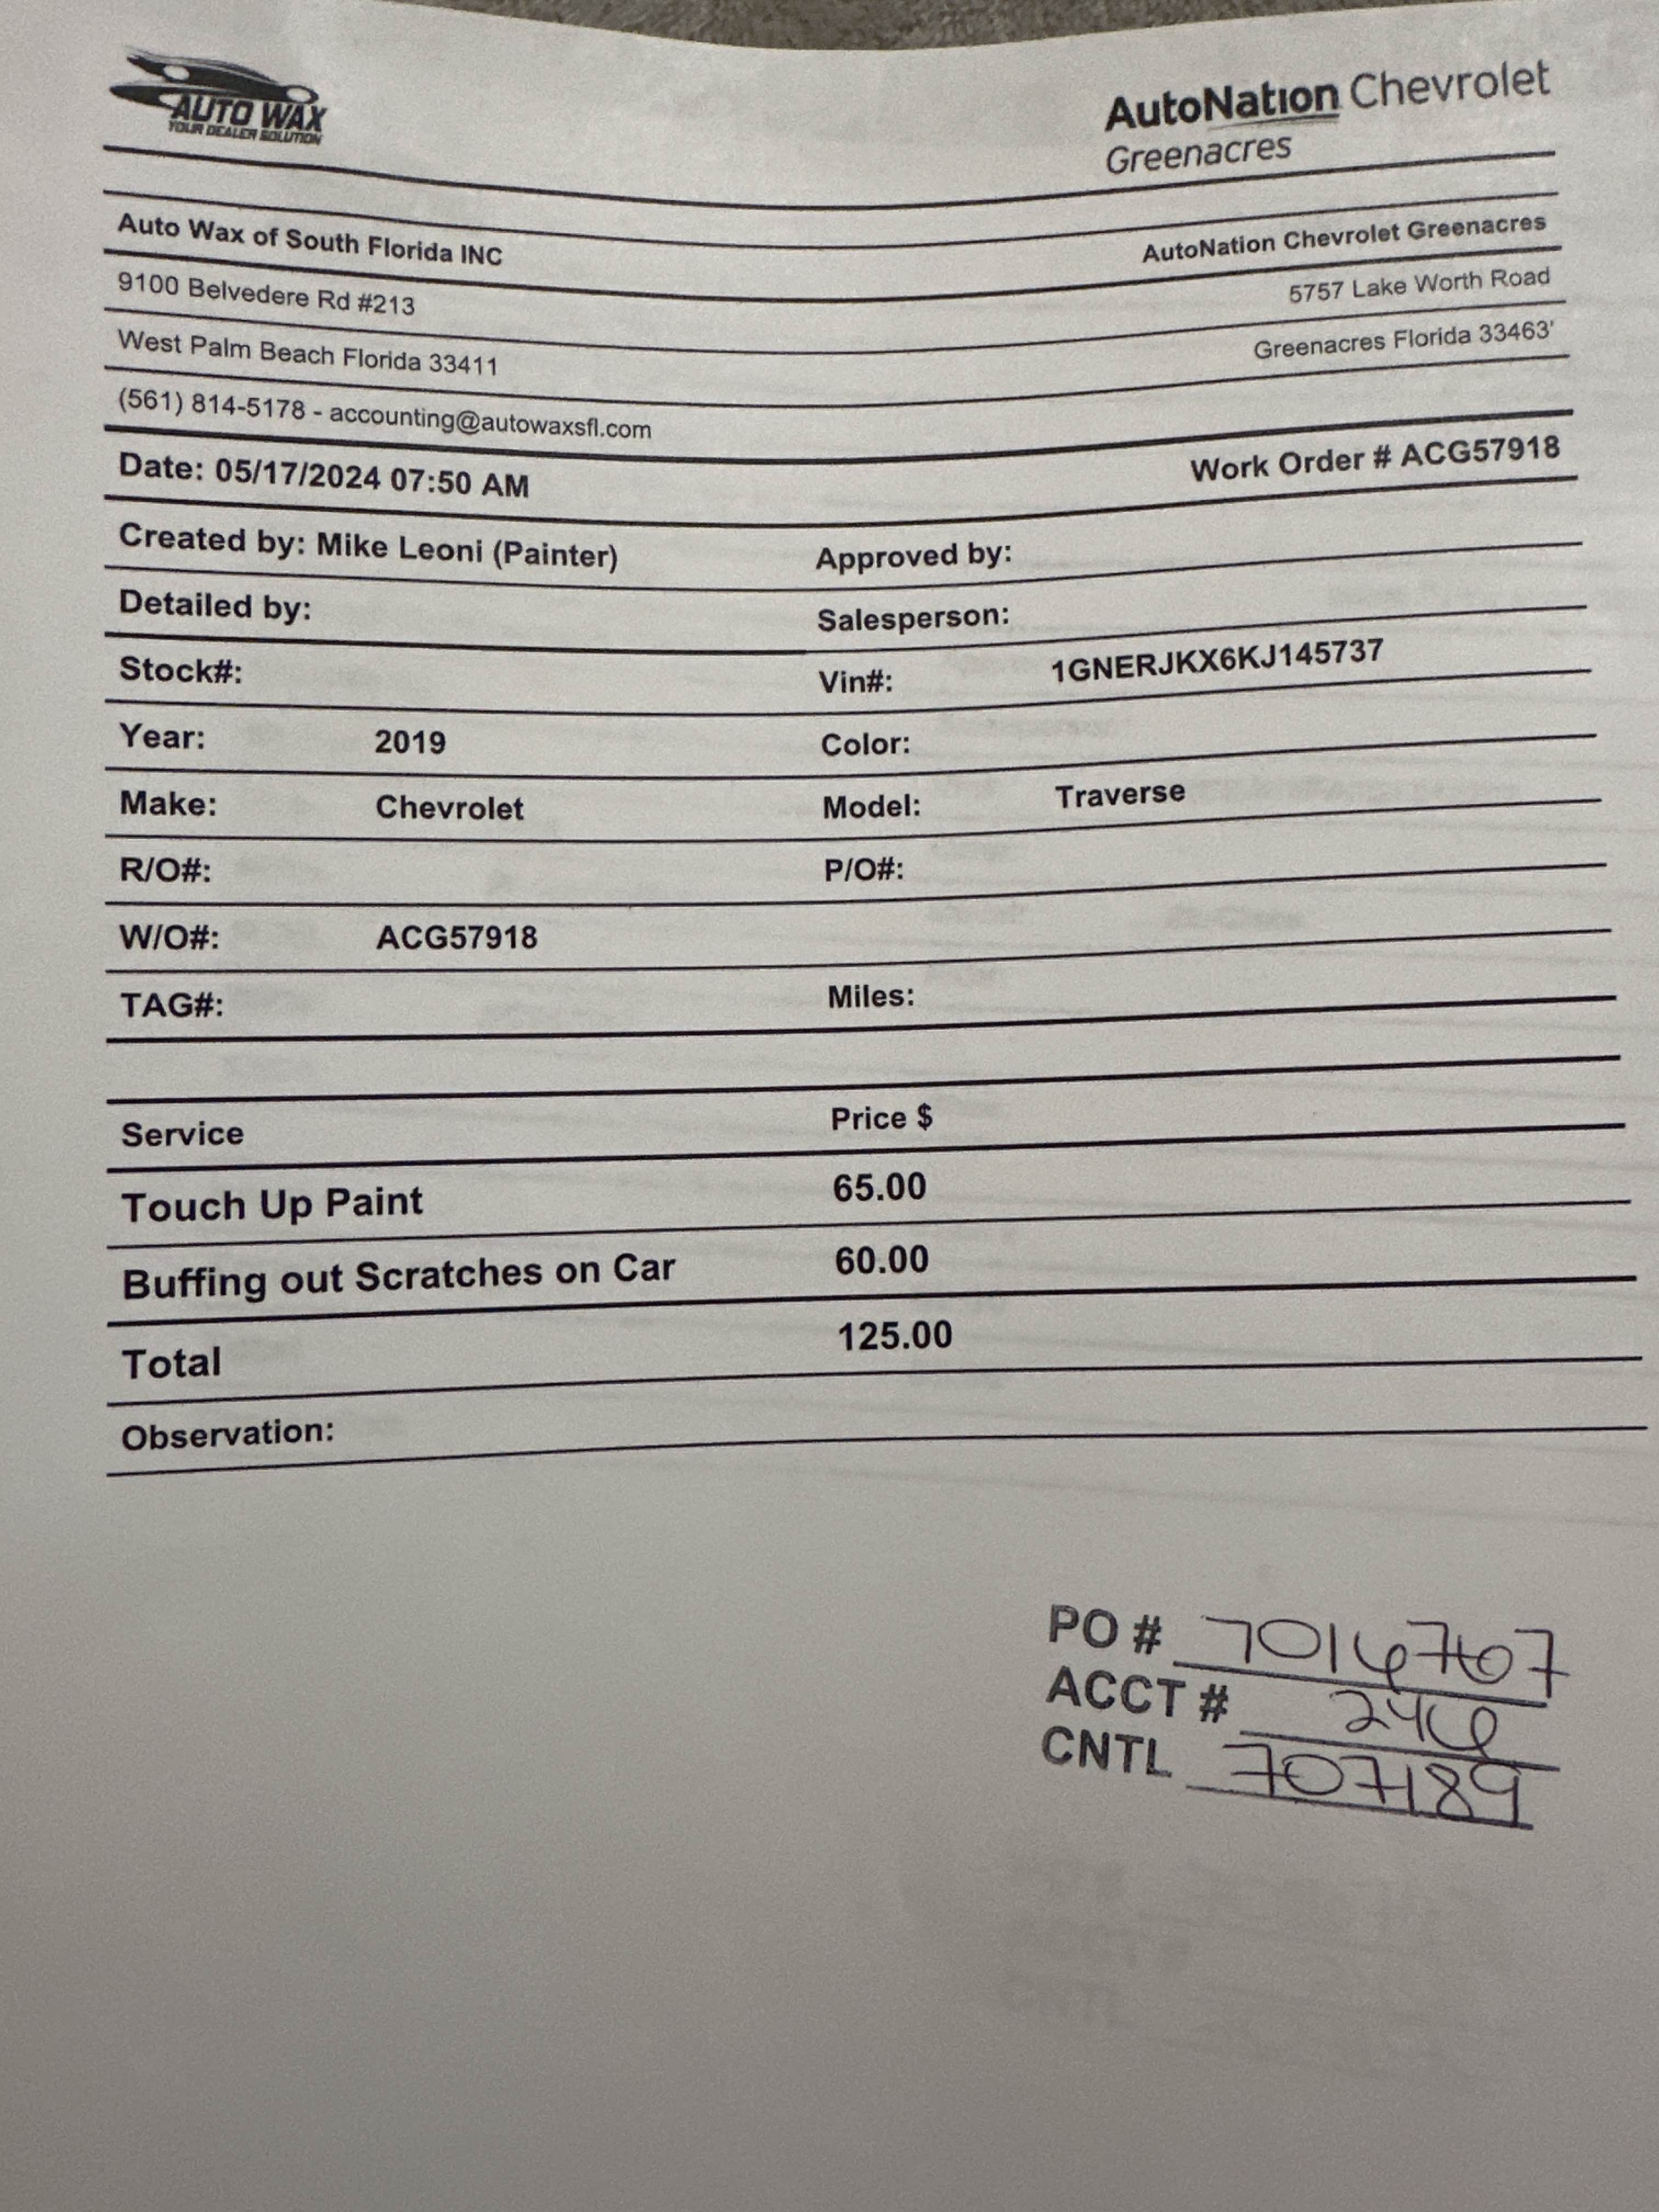 AUTO WAX
YOUR DEALER SOLUTION
AutoNation Chevrolet
Greenacres
Auto Wax of South Florida INC
AutoNation Chevrolet Greenacres
9100 Belvedere Rd #213
5757 Lake Worth Road
West Palm Beach Florida 33411
Greenacres Florida 33463'
(561) 814-5178 - accounting@autowaxsfl.com
Date: 05/17/2024 07:50 AM
Work Order # ACG57918
Created by: Mike Leoni (Painter)
Approved by:
Detailed by:
Salesperson:
Stock#:
Vin#: 1GNERJKX6KJ145737
Year: 2019
Color:
Make: Chevrolet
Model: Traverse
R/O#:
P/O#:
W/O#: ACG57918
TAG#:
Miles:
Service Price $
Touch Up Paint 65.00
Buffing out Scratches on Car 60.00
Total 125.00
Observation:
PO #
ACCT # 246
CNTL 707189